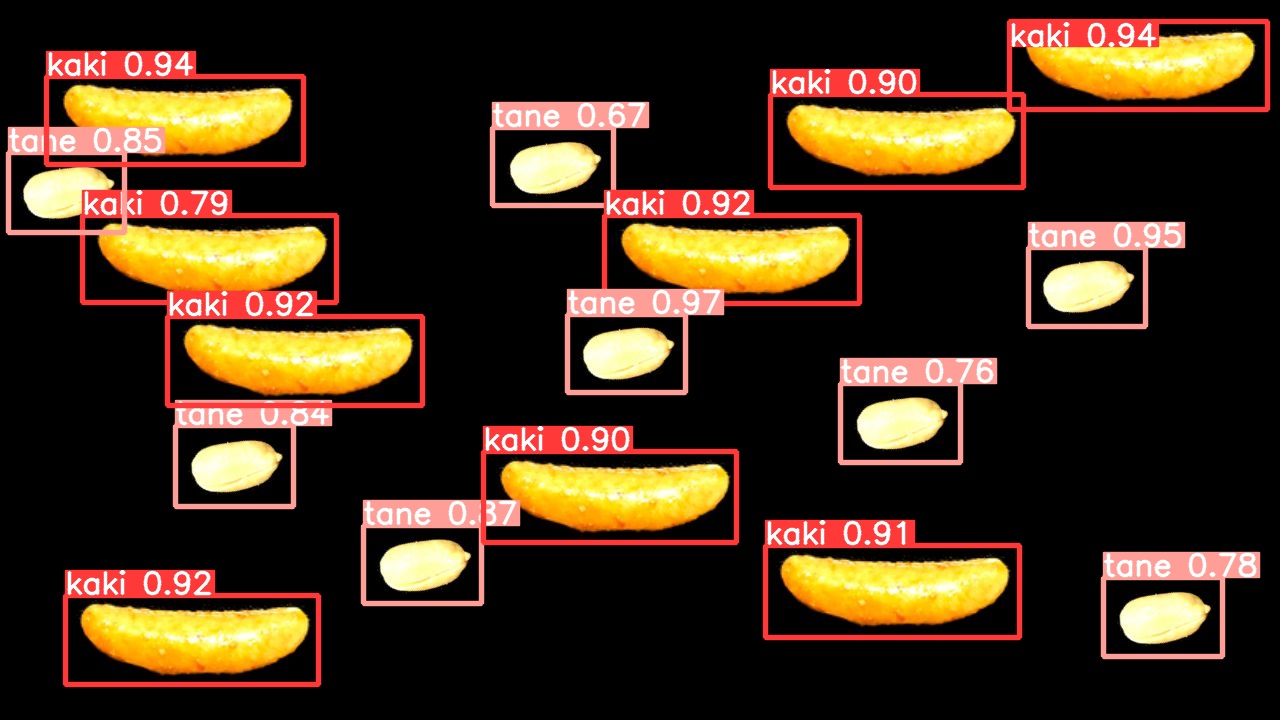 kaki 0.94
kaki 0.94
kaki 0.90
tane 0.67
tane 0.85
kaki 0.79
kaki 0.92
tane 0.95
kaki 0.92
tane 0.97
tane 0.76
tane 0.84
kaki 0.90
tane 0.87
kaki 0.91
tane 0.78
kaki 0.92